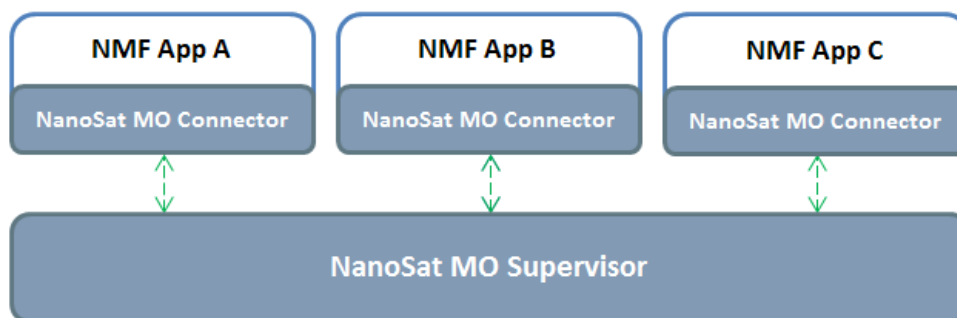 NMF App A
NMF App B
NMF App C
NanoSat MO Connector
NanoSat MO Connector
NanoSat MO Connector
NanoSat MO Supervisor